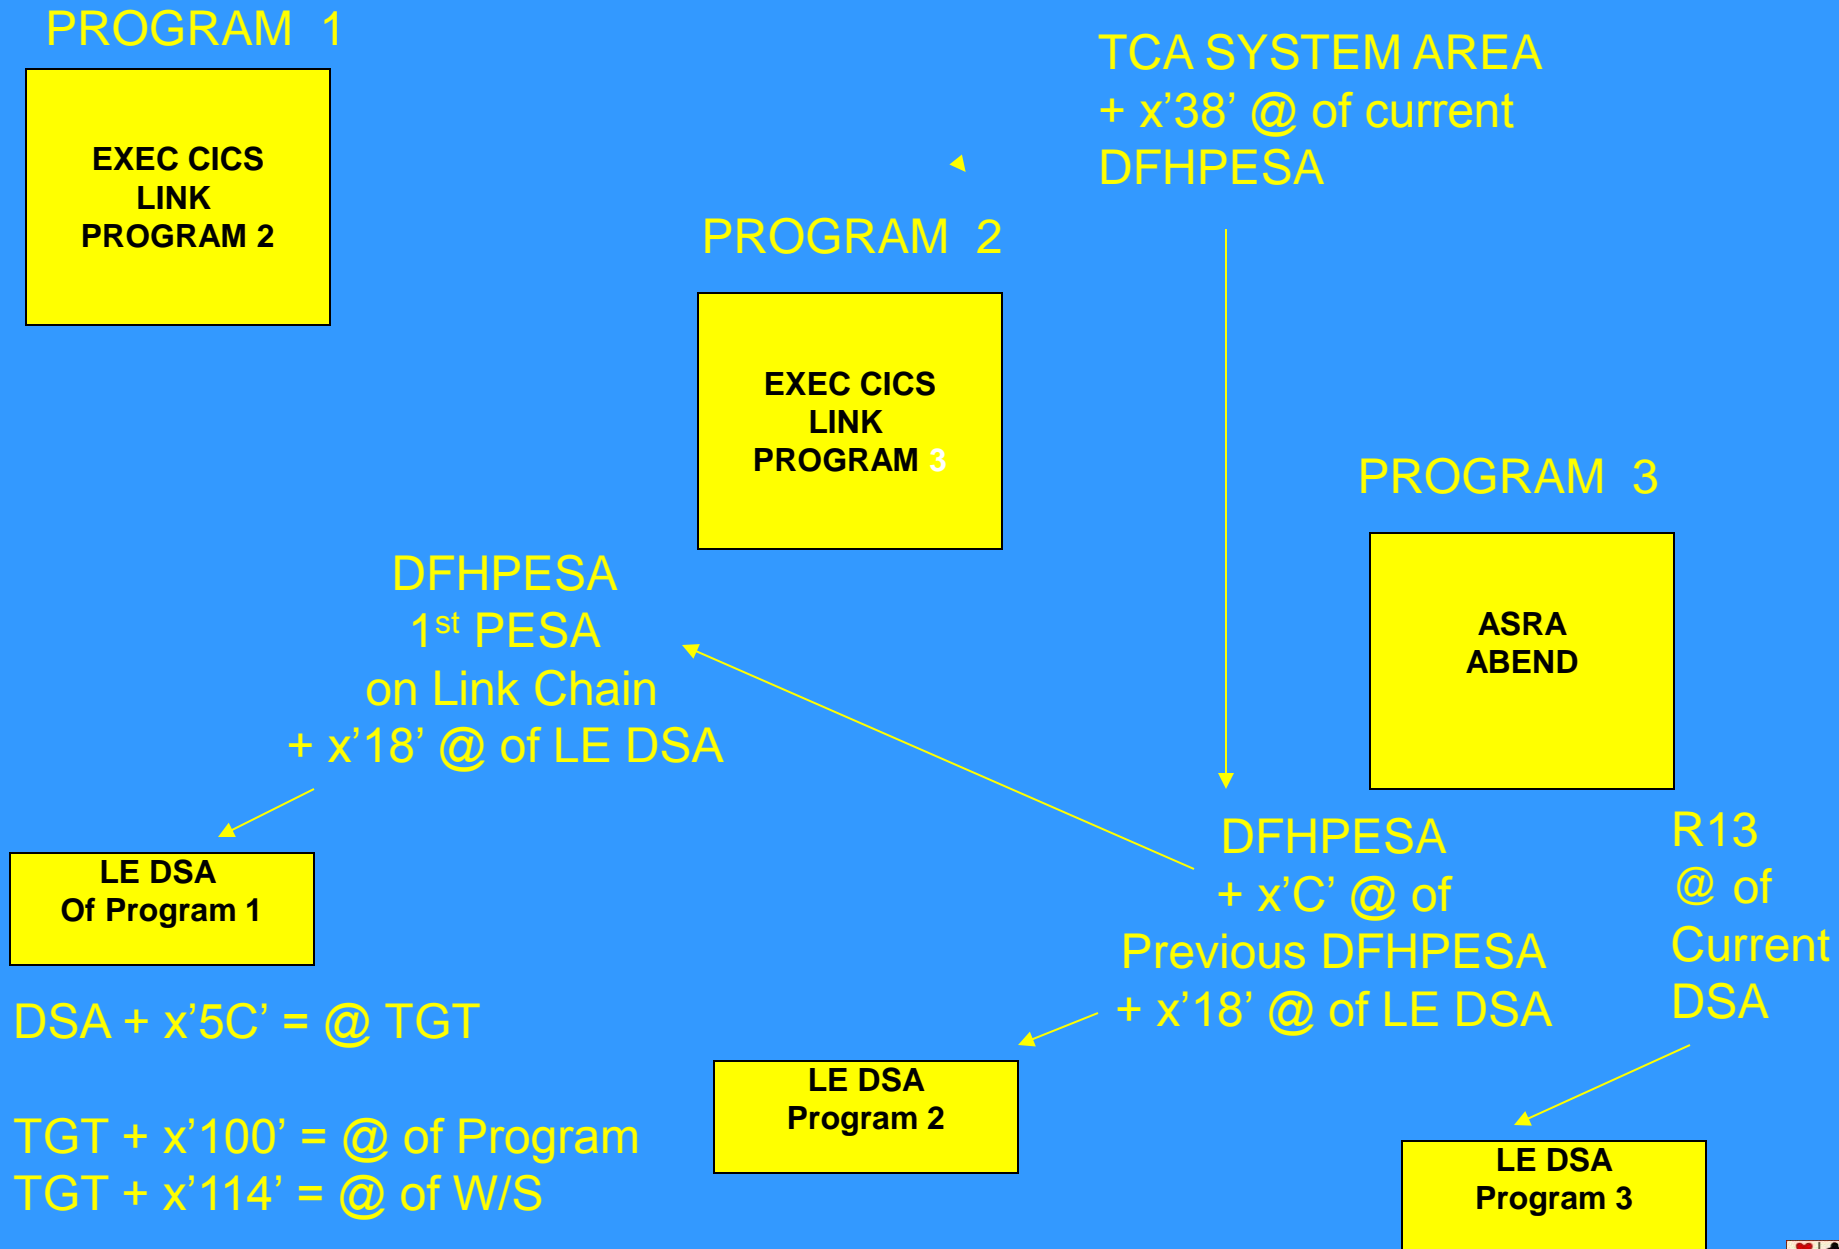 PROGRAM 1
EXEC CICS
LINK
PROGRAM 2
TCA SYSTEM AREA
+ x’38’ @ of current
DFHPESA
PROGRAM 2
EXEC CICS
LINK
PROGRAM 3
PROGRAM 3
ASRA
ABEND
DFHPESA
1st PESA
on Link Chain
+ x’18’ @ of LE DSA
LE DSA
Of Program 1
DFHPESA
+ x’C’ @ of
Previous DFHPESA
+ x’18’ @ of LE DSA
R13
@ of
Current
DSA
DSA + x’5C’ = @ TGT
TGT + x’100’ = @ of Program
TGT + x’114’ = @ of W/S
LE DSA
Program 2
LE DSA
Program 3